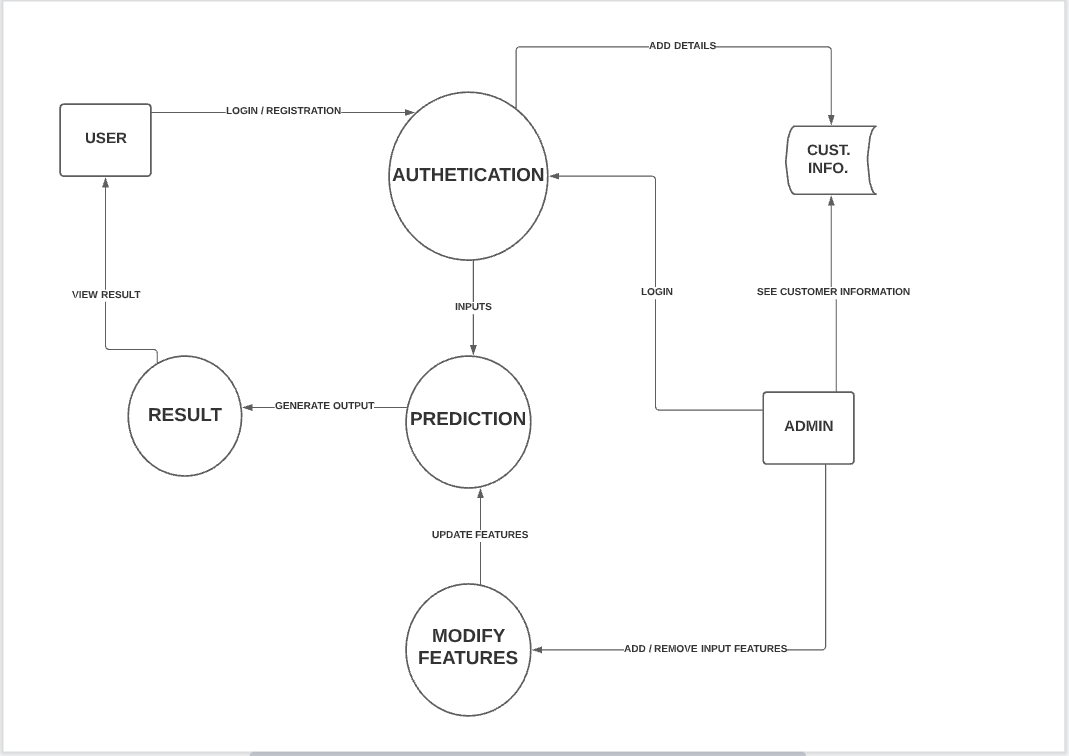 ADD DETAILS
LOGIN / REGISTRATION
USER
CUST.
INFO.
AUTHETICATION
VIEW RESULT
INPUTS
LOGIN
SEE CUSTOMER INFORMATION
RESULT
GENERATE OUTPUT
PREDICTION
ADMIN
UPDATE FEATURES
MODIFY
FEATURES
ADD / REMOVE INPUT FEATURES